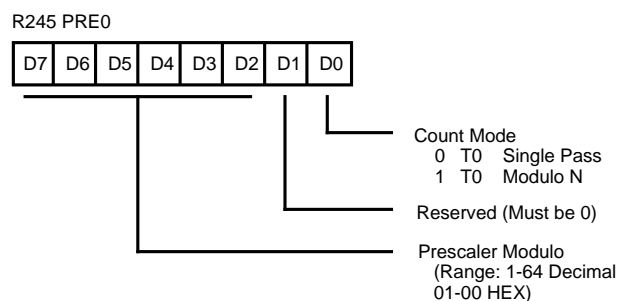 R245 PRE0
D7 D6 D5 D4 D3 D2 D1 D0
Count Mode
0 T0 Single Pass
1 T0 Modulo N
Reserved (Must be 0)
Prescaler Modulo
(Range: 1-64 Decimal
01-00 HEX)